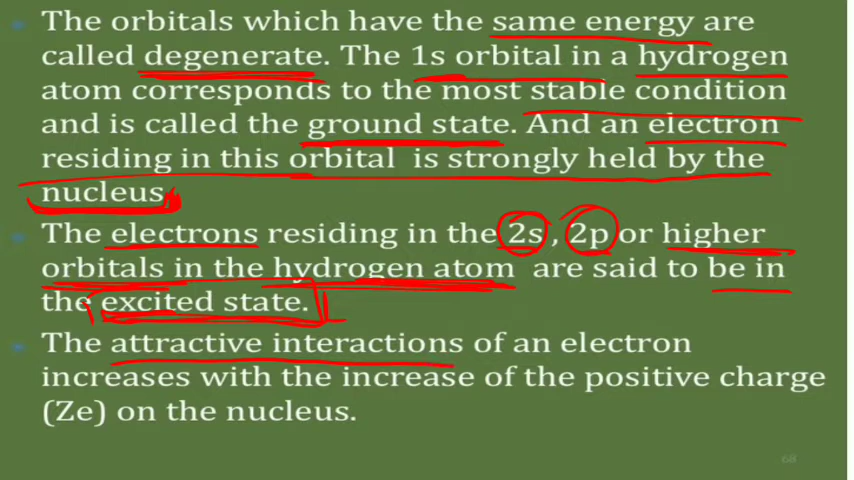 The orbitals which have the same energy are
called degenerate. The 1s orbital in a hydrogen
atom corresponds to the most stable condition
and is called the ground state. And an electron
residing in this orbital is strongly held by the
nucleus.
The electrons residing in the 2s , 2p or higher
orbitals in the hydrogen atom are said to be in
the excited state.
The attractive interactions of an electron
increases with the increase of the positive charge
(Ze) on the nucleus.
68